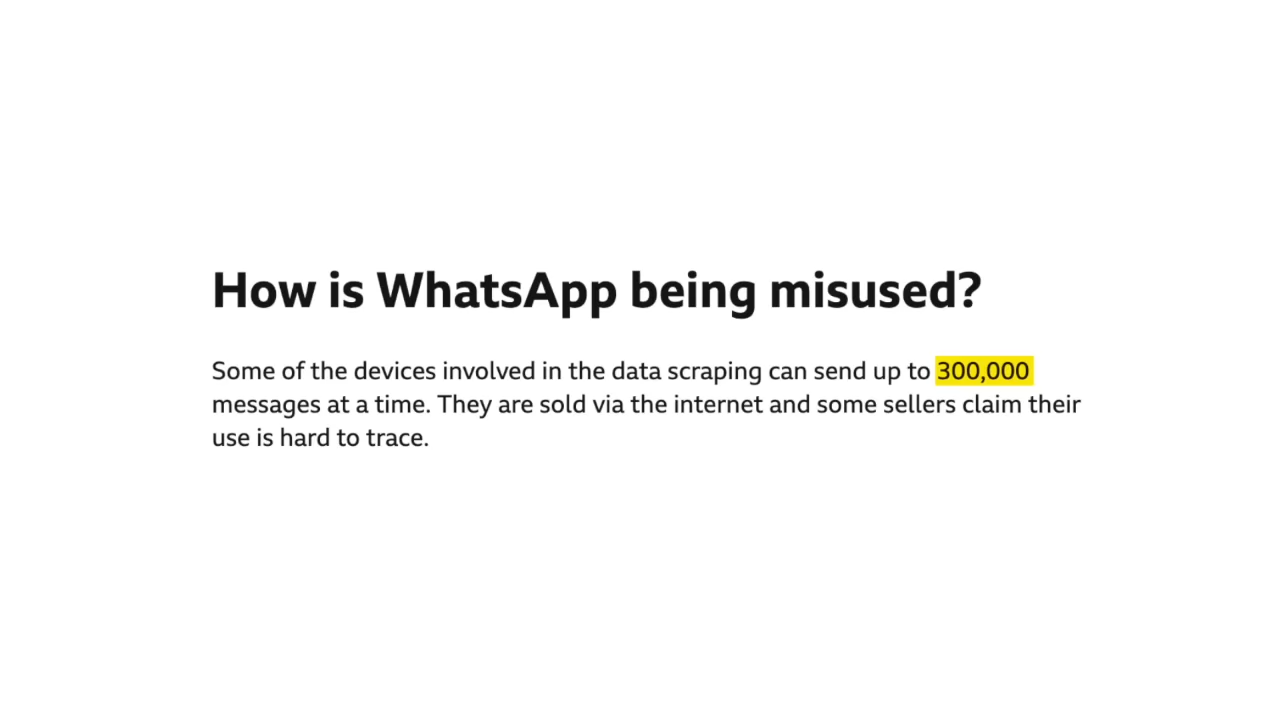 How is WhatsApp being misused?
Some of the devices involved in the data scraping can send up to 300,000
messages at a time. They are sold via the internet and some sellers claim their
use is hard to trace.